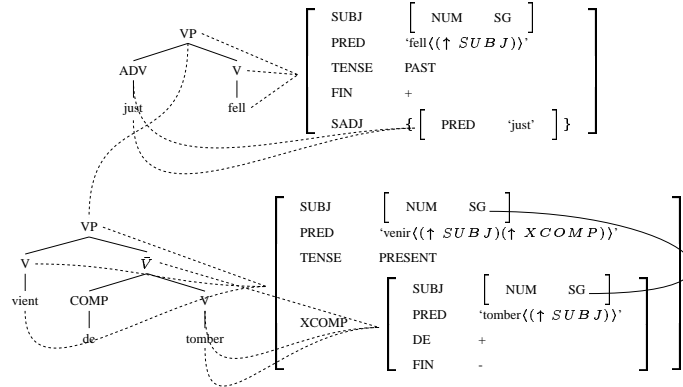 VP
ADV V
just fell
SUBJ [ NUM SG ]
PRED ‘fell⟨(↑ SUBJ)⟩’
TENSE PAST
FIN +
SADJ { [ PRED ‘just’ ] }
VP
V V̄
vient COMP V
de tomber
SUBJ [ NUM SG ]
PRED ‘venir⟨(↑ SUBJ)(↑ XCOMP)⟩’
TENSE PRESENT
XCOMP
SUBJ [ NUM SG ]
PRED ‘tomber⟨(↑ SUBJ)⟩’
DE +
FIN -